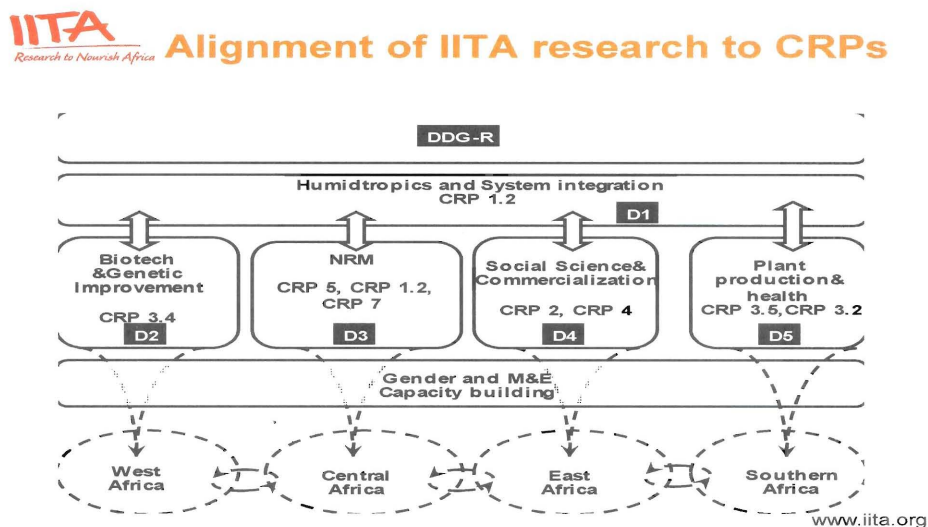 IITA
Research to Nourish Africa
Alignment of IITA research to CRPs
DDG-R
Humidtropics and System integration
CRP 1.2
D1
Biotech
&Genetic
Improvement
CRP 3.4
D2
NRM
CRP 5, CRP 1.2,
CRP 7
D3
Social Science&
Commercialization
CRP 2, CRP 4
D4
Plant
production&
health
CRP 3.5,CRP 3.2
D5
Gender and M&E
Capacity building
West
Africa
Central
Africa
East
Africa
Southern
Africa
www.iita.org